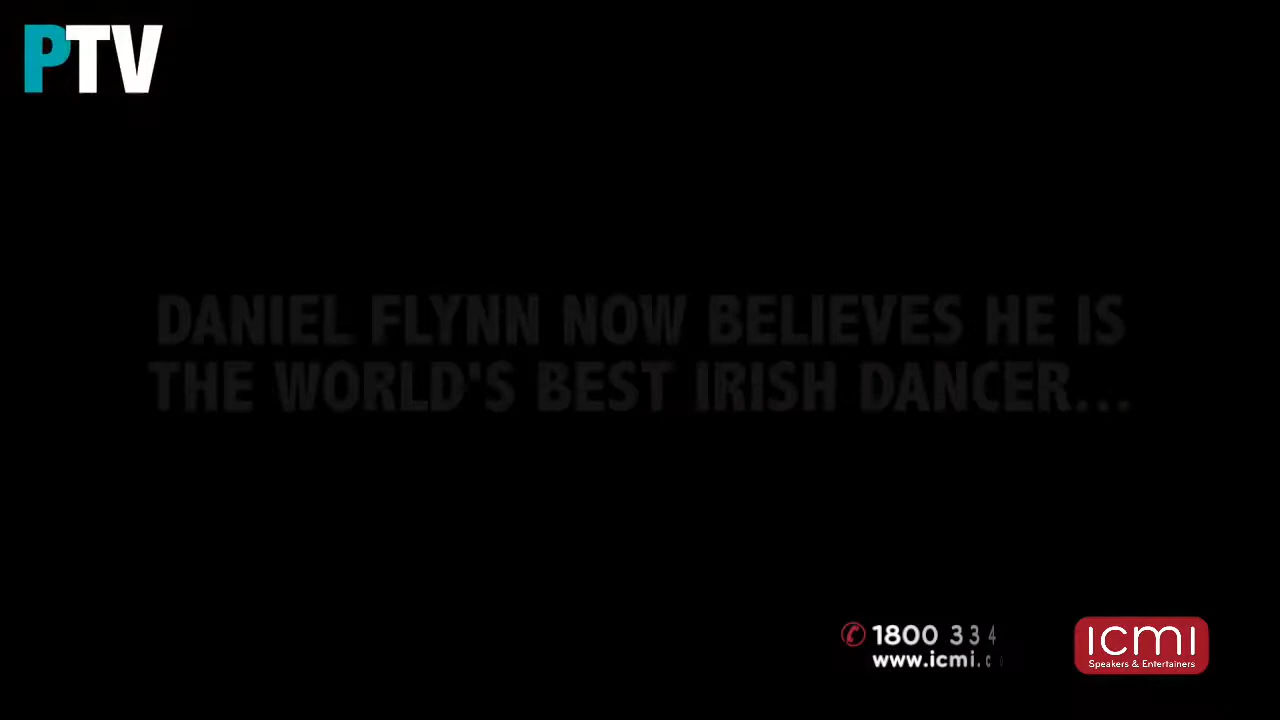 PTV
DANIEL FLYNN NOW BELIEVES HE IS
THE WORLD'S BEST IRISH DANCER...
1800 334
www.icmi.co
icmi
Speakers & Entertainers